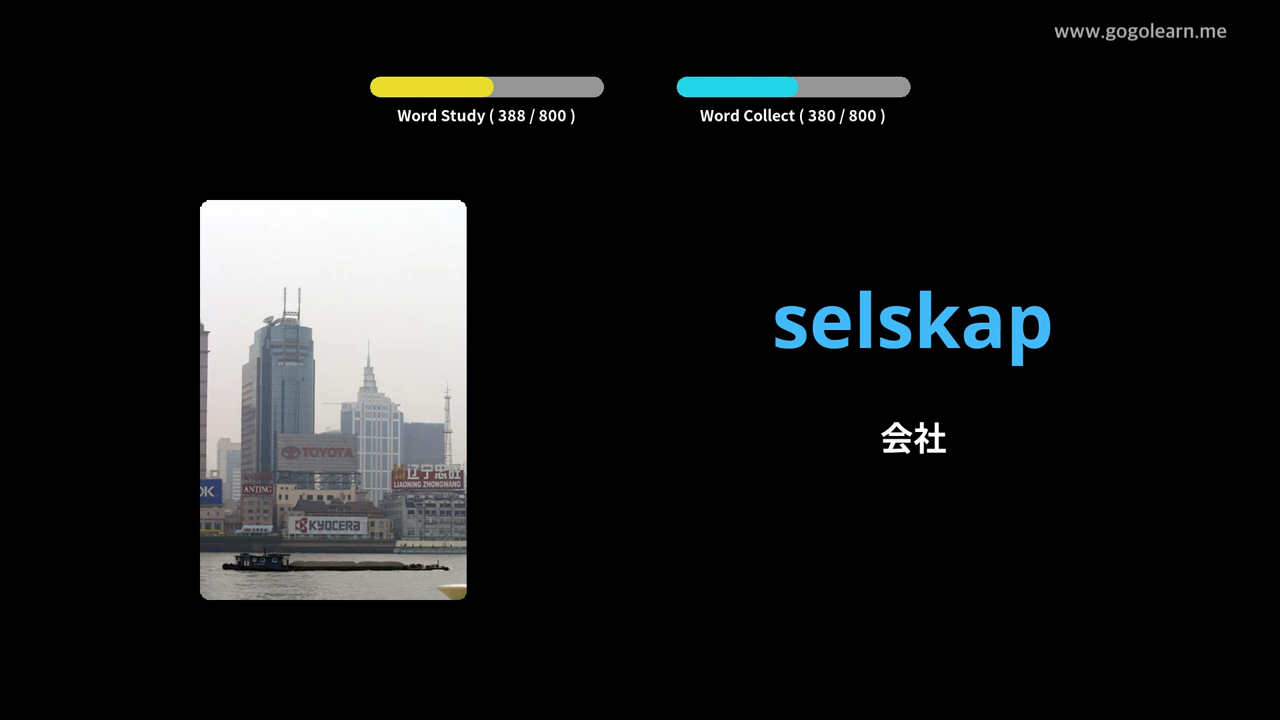 www.gogolearn.me
Word Study ( 388 / 800 )
Word Collect ( 380 / 800 )
selskap
会社
TOYOTA
辽宁忠旺
LIAONING ZHONGWANG
OK
ANTING
KYOCERA